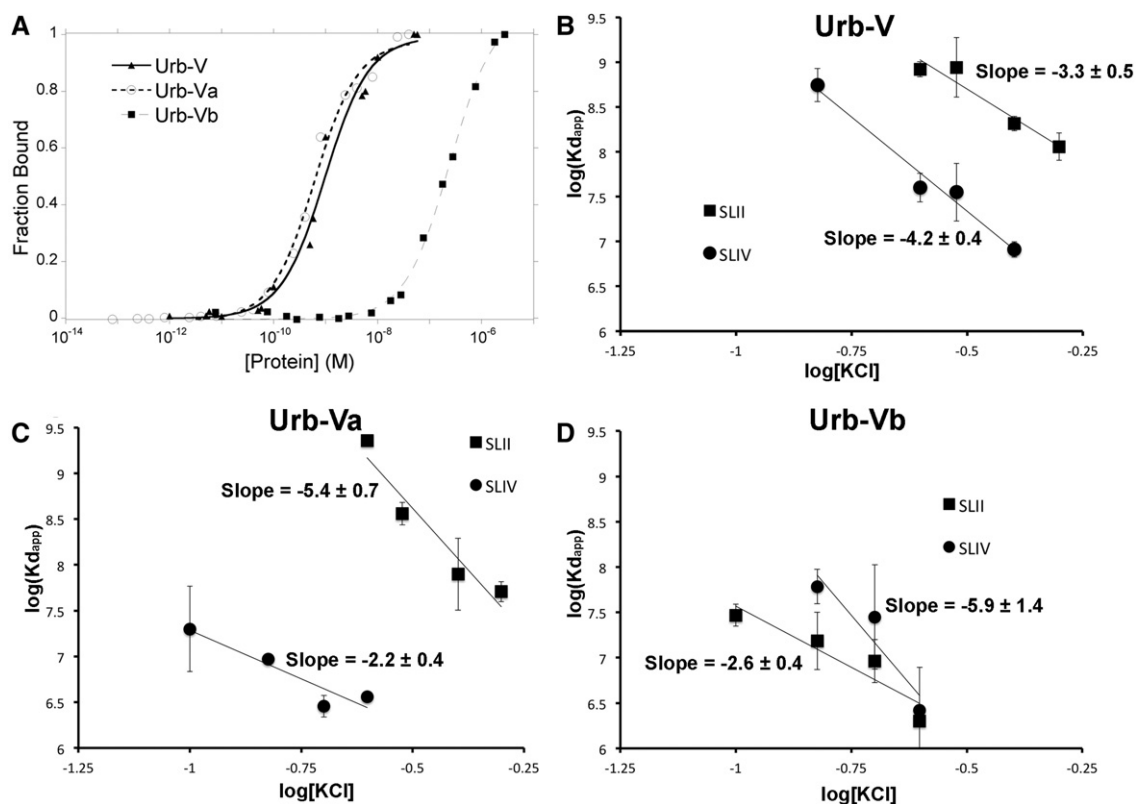 A
Urb-V
Urb-Va
Urb-Vb
Fraction Bound
1
0.8
0.6
0.4
0.2
0
10-14
10-12
10-10
10-8
10-6
[Protein] (M)
B
Urb-V
Slope = -3.3 ± 0.5
SLII
SLIV
Slope = -4.2 ± 0.4
log(Kdapp)
9.5
9
8.5
8
7.5
7
6.5
6
-1.25
-1
-0.75
-0.5
-0.25
log[KCl]
C
Urb-Va
SLII
SLIV
Slope = -5.4 ± 0.7
Slope = -2.2 ± 0.4
log(Kdapp)
9.5
9
8.5
8
7.5
7
6.5
6
-1.25
-1
-0.75
-0.5
-0.25
log[KCl]
D
Urb-Vb
SLII
SLIV
Slope = -5.9 ± 1.4
Slope = -2.6 ± 0.4
log(Kdapp)
9.5
9
8.5
8
7.5
7
6.5
6
-1.25
-1
-0.75
-0.5
-0.25
log[KCl]